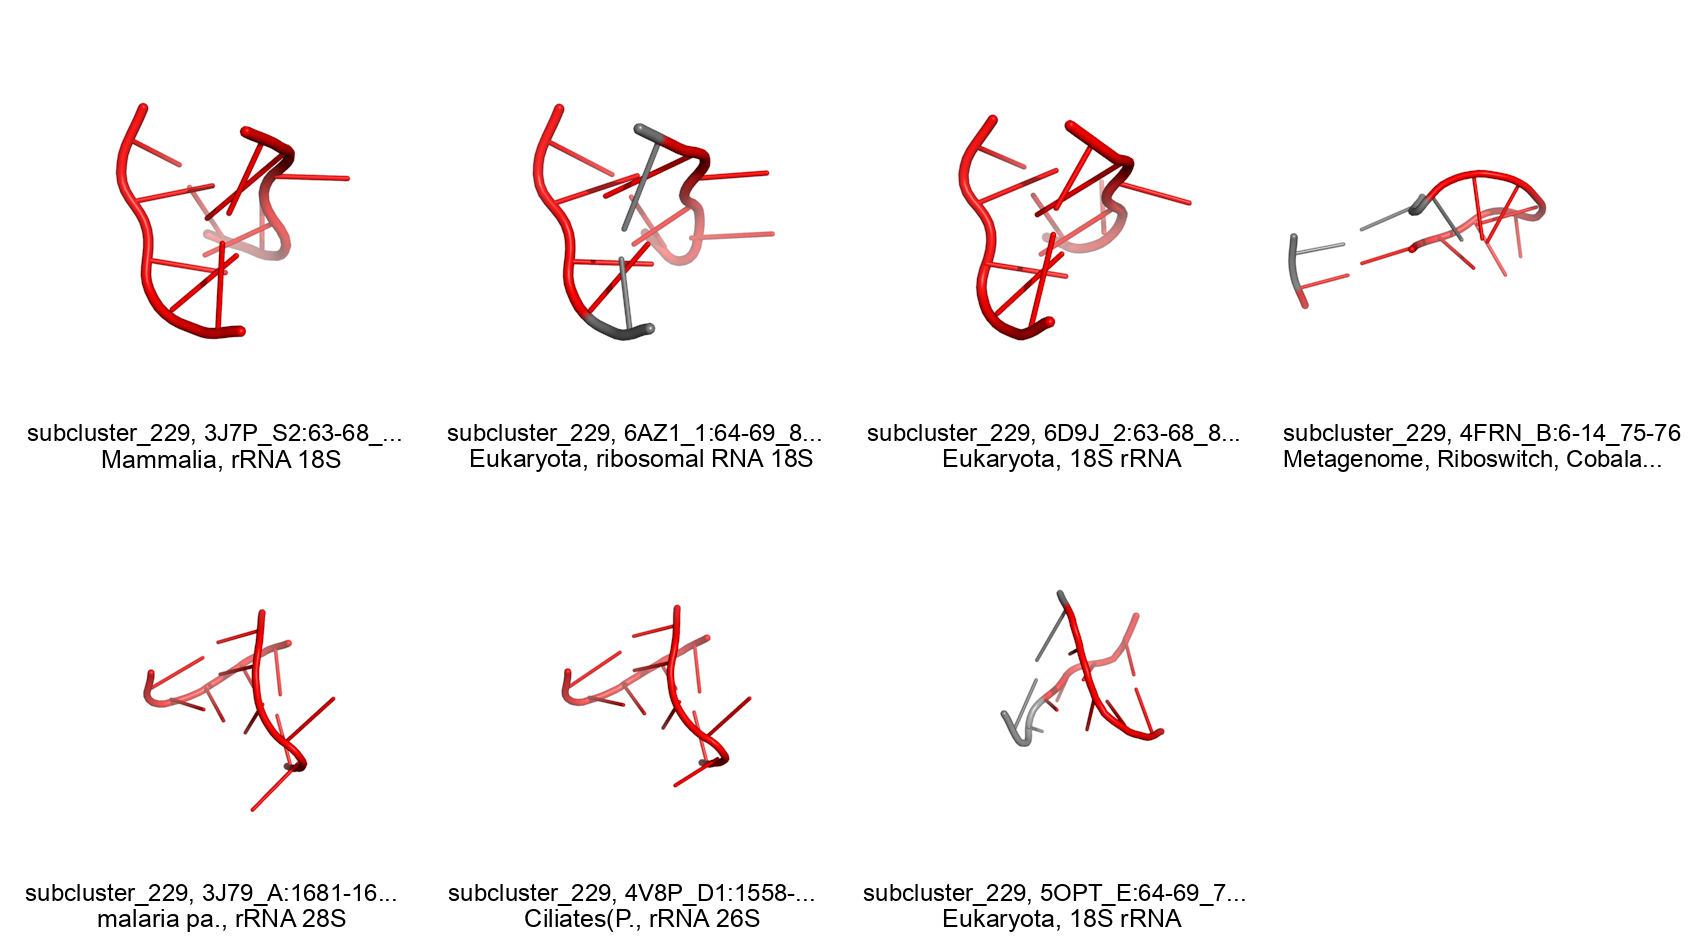 subcluster_229, 3J7P_S2:63-68_...
Mammalia, rRNA 18S
subcluster_229, 6AZ1_1:64-69_8...
Eukaryota, ribosomal RNA 18S
subcluster_229, 6D9J_2:63-68_8...
Eukaryota, 18S rRNA
subcluster_229, 4FRN_B:6-14_75-76
Metagenome, Riboswitch, Cobala...
subcluster_229, 3J79_A:1681-16...
malaria pa., rRNA 28S
subcluster_229, 4V8P_D1:1558-...
Ciliates(P., rRNA 26S
subcluster_229, 5OPT_E:64-69_7...
Eukaryota, 18S rRNA